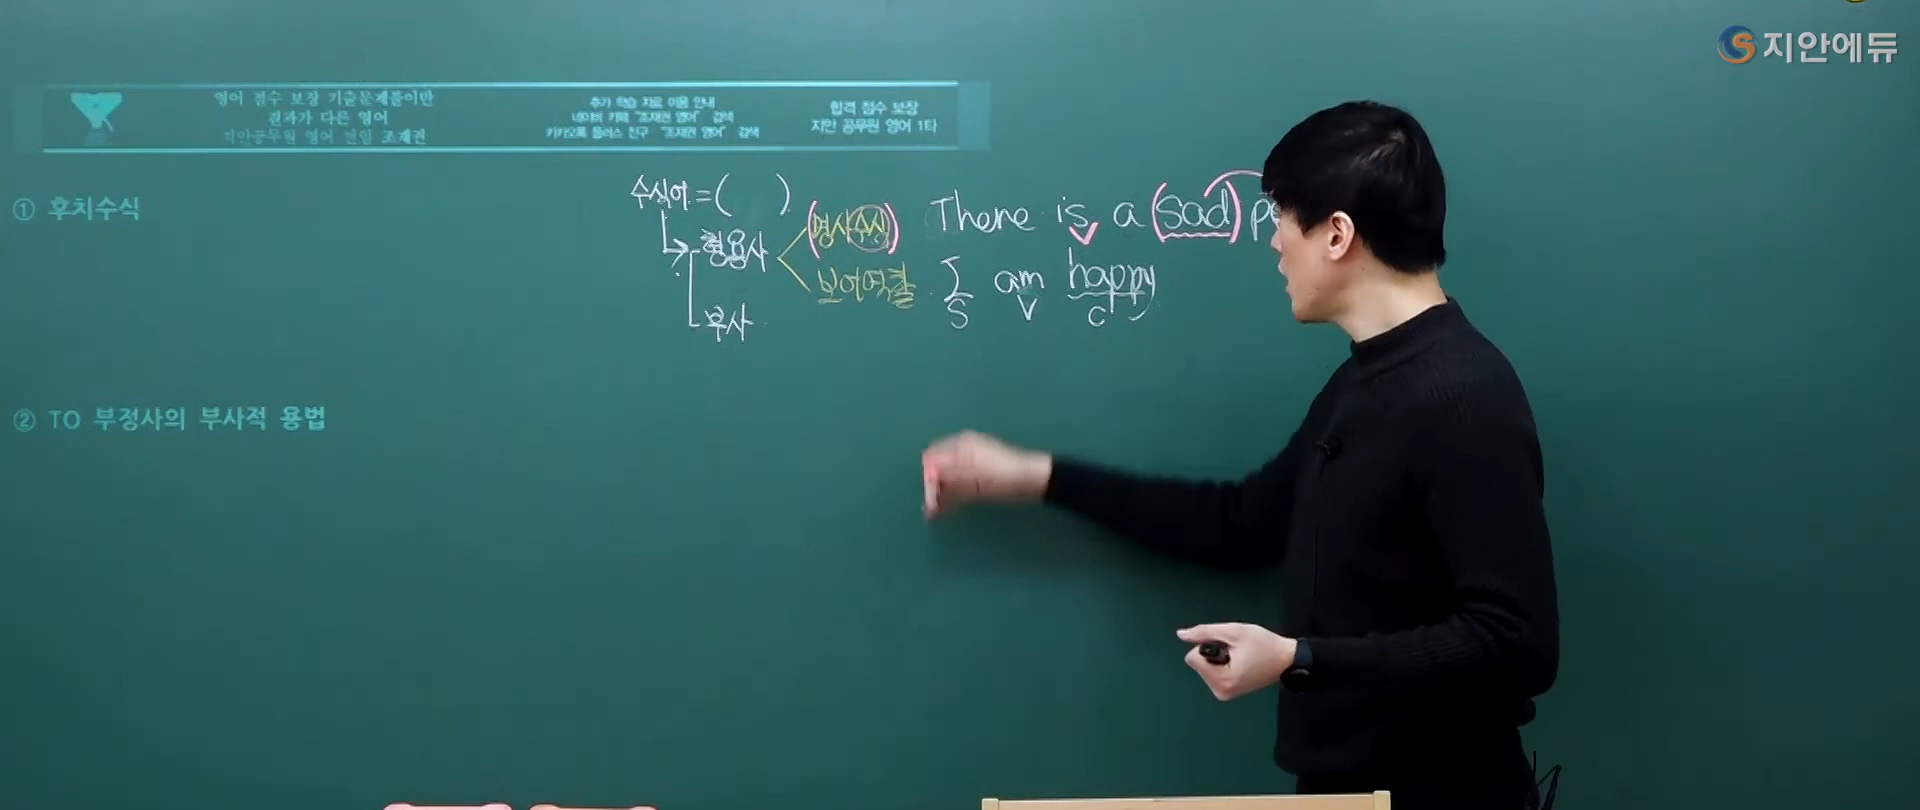 지안에듀
영어 점수 보장 기출문제풀이반
결과가 다른 영어
지안공무원 영어 전임 조재권
추가 학습 자료 이용 안내
네이버 카페 "조재권 영어" 검색
카카오톡 플러스 친구 "조재권 영어" 검색
합격 점수 보장
지안 공무원 영어 1타
① 후치수식
수식어 = ( )
형용사
(명사수식)
보어역할
부사
There is a (sad) pe
I am happy
S V C
② TO 부정사의 부사적 용법